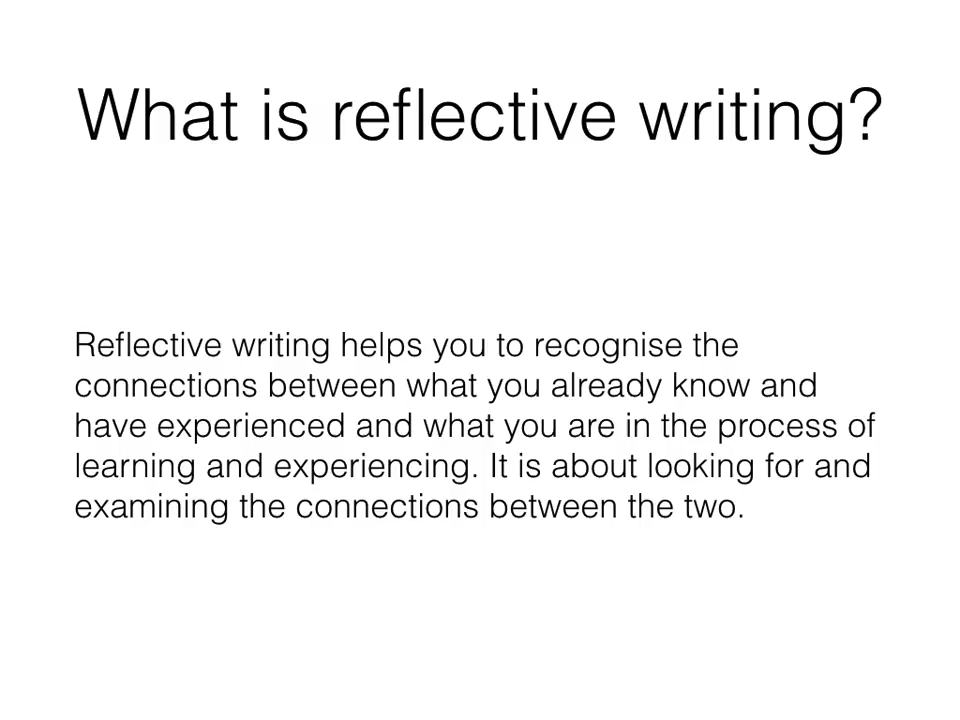 What is reflective writing?
Reflective writing helps you to recognise the
connections between what you already know and
have experienced and what you are in the process of
learning and experiencing. It is about looking for and
examining the connections between the two.